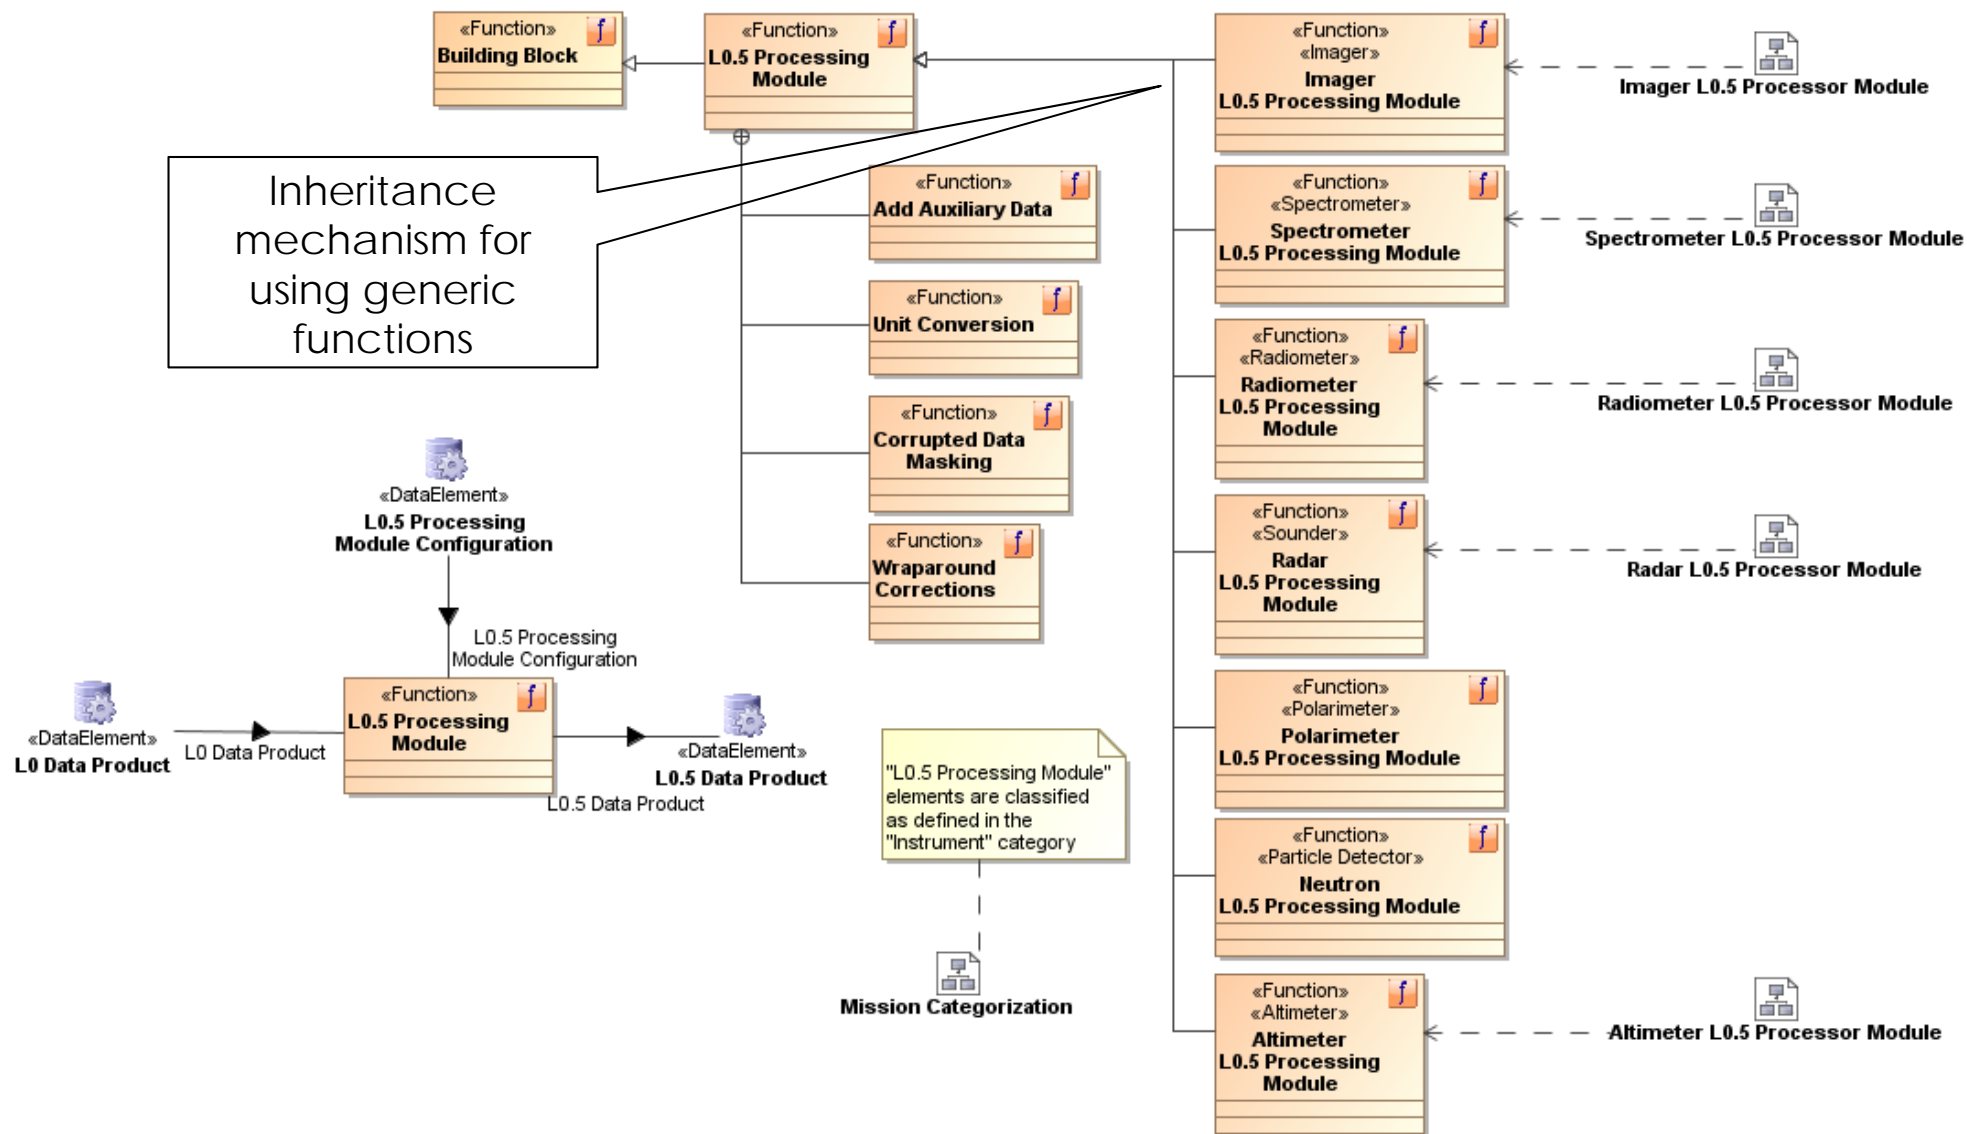 «Function»
Building Block
«Function»
L0.5 Processing
Module
«Function»
«Imager»
Imager
L0.5 Processing Module
Imager L0.5 Processor Module
Inheritance
mechanism for
using generic
functions
«Function»
Add Auxiliary Data
«Function»
Unit Conversion
«Function»
Corrupted Data
Masking
«Function»
Wraparound
Corrections
«Function»
«Spectrometer»
Spectrometer
L0.5 Processing Module
Spectrometer L0.5 Processor Module
«Function»
«Radiometer»
Radiometer
L0.5 Processing
Module
Radiometer L0.5 Processor Module
«Function»
«Sounder»
Radar
L0.5 Processing
Module
Radar L0.5 Processor Module
«DataElement»
L0.5 Processing
Module Configuration
L0.5 Processing
Module Configuration
«DataElement»
L0 Data Product
L0 Data Product
«Function»
L0.5 Processing
Module
L0.5 Data Product
«DataElement»
L0.5 Data Product
"L0.5 Processing Module"
elements are classified
as defined in the
"Instrument" category
Mission Categorization
«Function»
«Polarimeter»
Polarimeter
L0.5 Processing Module
«Function»
«Particle Detector»
Neutron
L0.5 Processing Module
«Function»
«Altimeter»
Altimeter
L0.5 Processing
Module
Altimeter L0.5 Processor Module